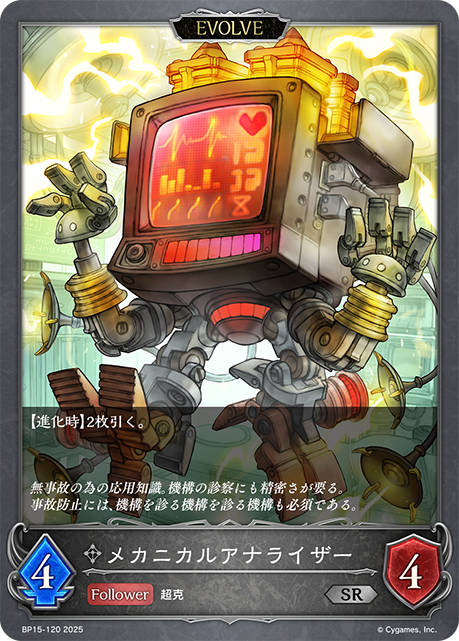 EVOLVE
【進化時】2枚引く。
無事故の為の応用知識。機構の診察にも精密さが要る。
事故防止には、機構を診る機構を診る機構も必須である。
メカニカルアナライザー
4
Follower 超克
SR
4
BP15-120 2025
© Cygames, Inc.